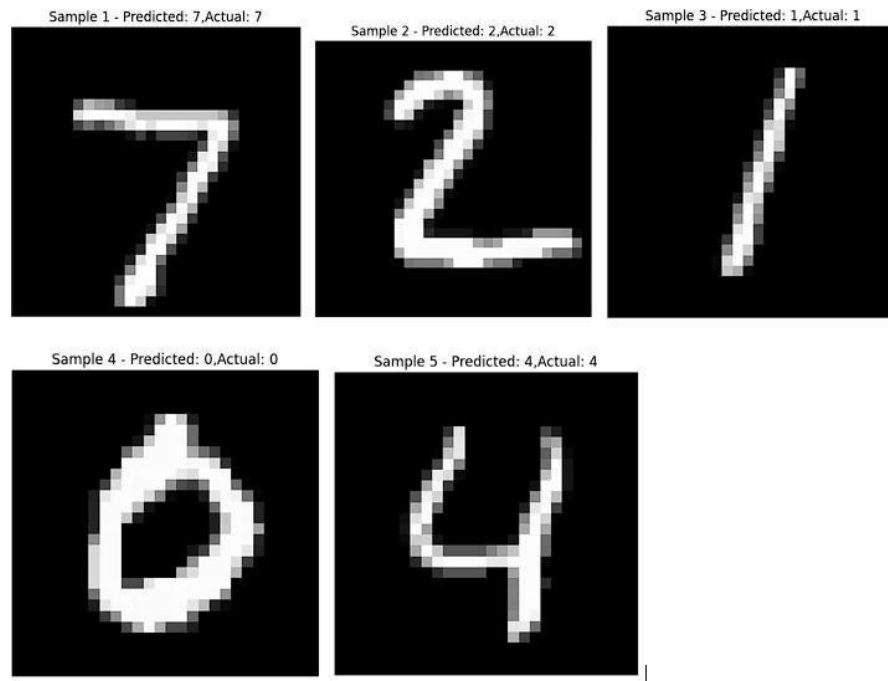 Sample 1 - Predicted: 7,Actual: 7
Sample 2 - Predicted: 2,Actual: 2
Sample 3 - Predicted: 1,Actual: 1
7
2
1
Sample 4 - Predicted: 0,Actual: 0
Sample 5 - Predicted: 4,Actual: 4
0
4